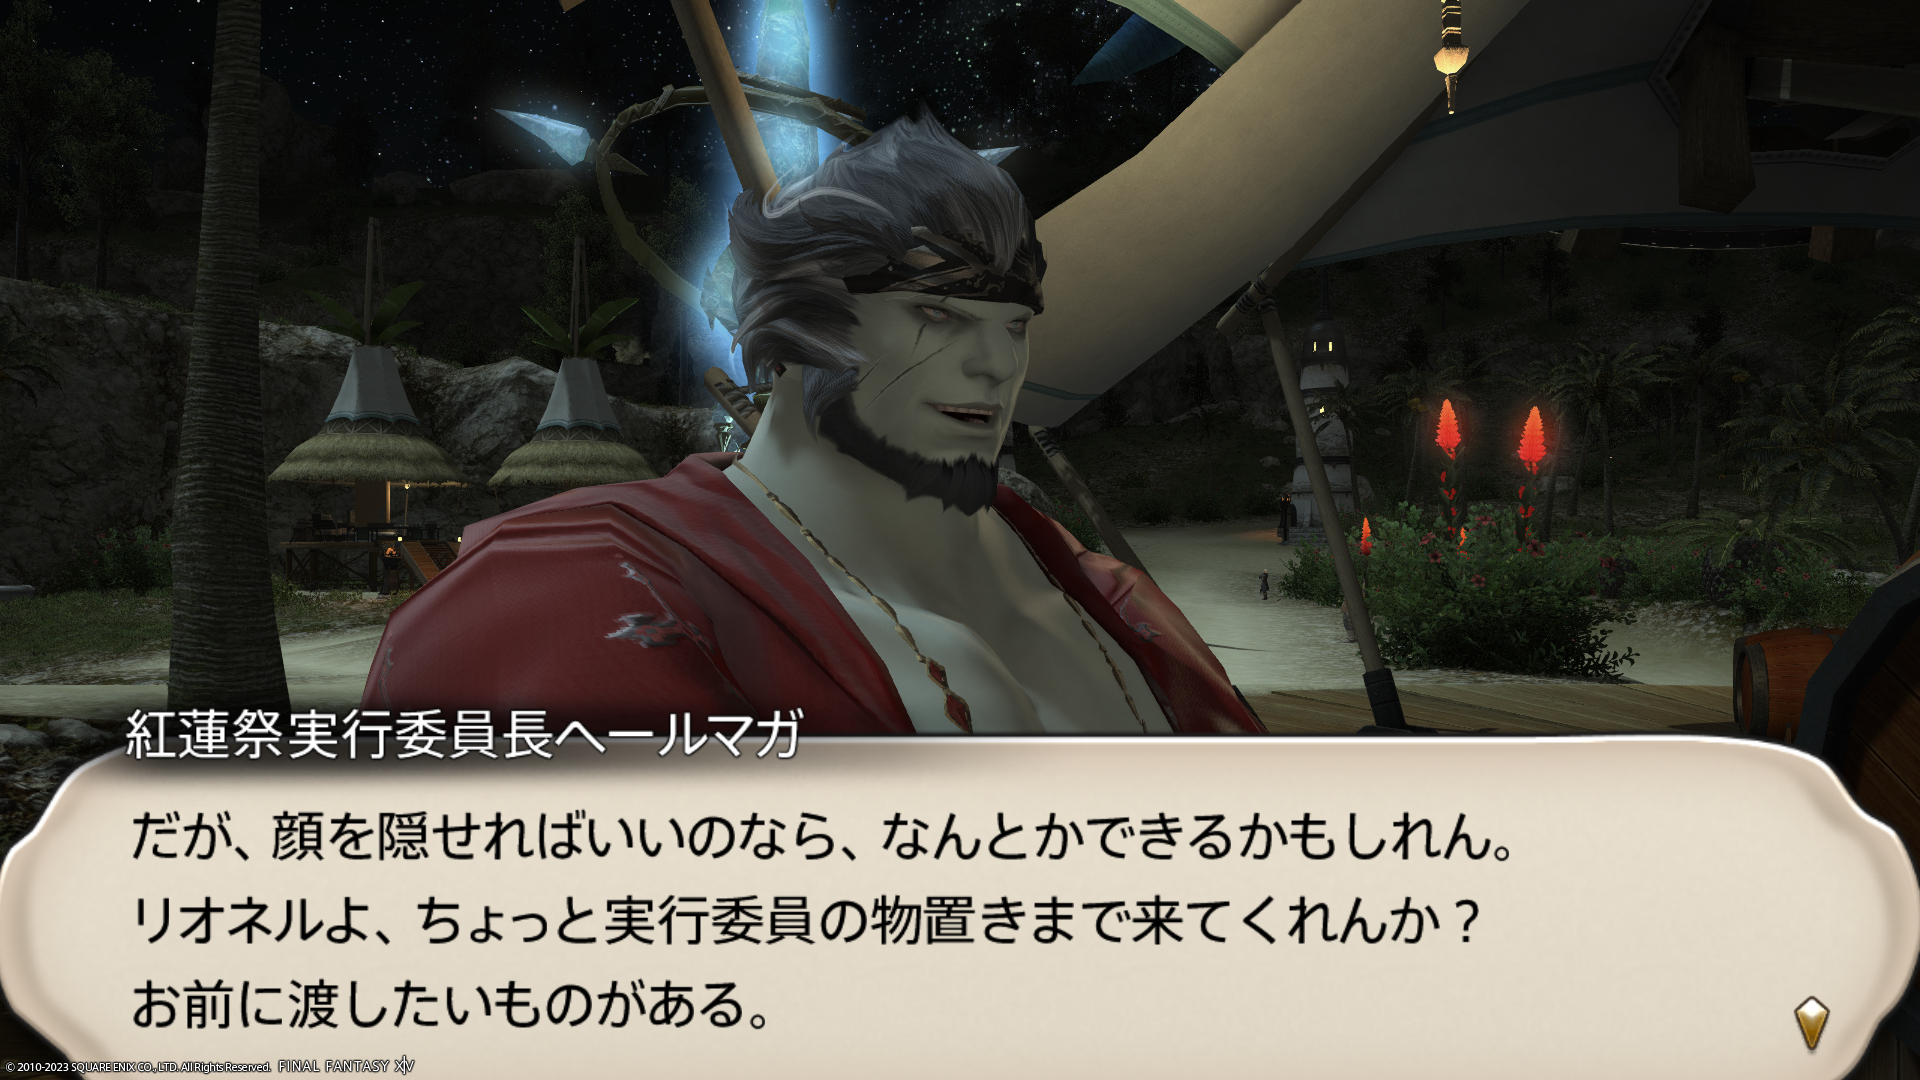 紅蓮祭実行委員長ヘールマガ
だが、顔を隠せればいいのなら、なんとかできるかもしれん。
リオネルよ、ちょっと実行委員の物置きまで来てくれんか？
お前に渡したいものがある。
© 2010-2023 SQUARE ENIX CO., LTD. All Rights Reserved. FINAL FANTASY XIV